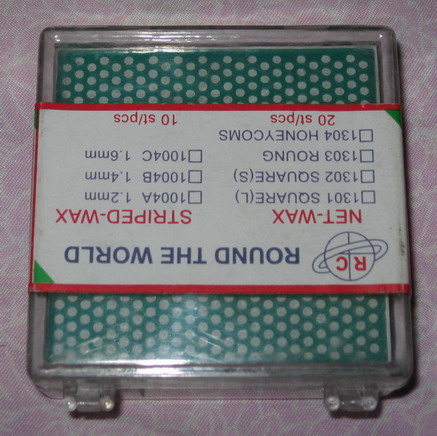 RC ROUND THE WORLD
NET-WAX STRIPED-WAX
1301 SQUARE(L) 1004A 1.2mm
1302 SQUARE(S) 1004B 1.4mm
1303 ROUNG 1004C 1.6mm
1304 HONEYCOMS
20 st/pcs 10 st/pcs